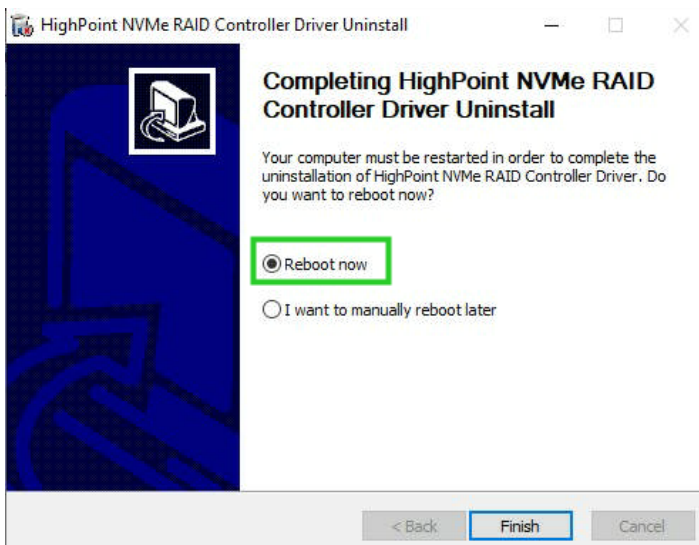 HighPoint NVMe RAID Controller Driver Uninstall
Completing HighPoint NVMe RAID
Controller Driver Uninstall
Your computer must be restarted in order to complete the
uninstallation of HighPoint NVMe RAID Controller Driver. Do
you want to reboot now?
Reboot now
I want to manually reboot later
< Back
Finish
Cancel